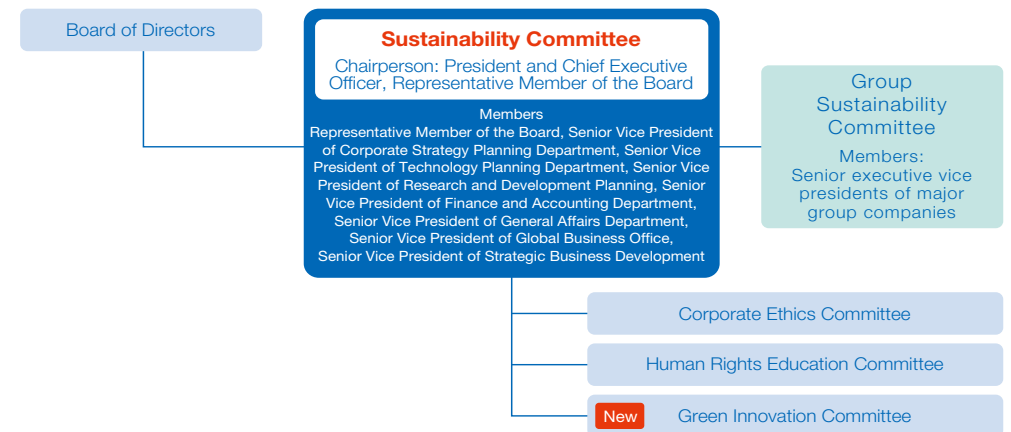 Board of Directors
Sustainability Committee
Chairperson: President and Chief Executive
Officer, Representative Member of the Board
Members
Representative Member of the Board, Senior Vice President
of Corporate Strategy Planning Department, Senior Vice
President of Technology Planning Department, Senior Vice
President of Research and Development Planning, Senior
Vice President of Finance and Accounting Department,
Senior Vice President of General Affairs Department,
Senior Vice President of Global Business Office,
Senior Vice President of Strategic Business Development
Group
Sustainability
Committee
Members:
Senior executive vice
presidents of major
group companies
Corporate Ethics Committee
Human Rights Education Committee
New Green Innovation Committee